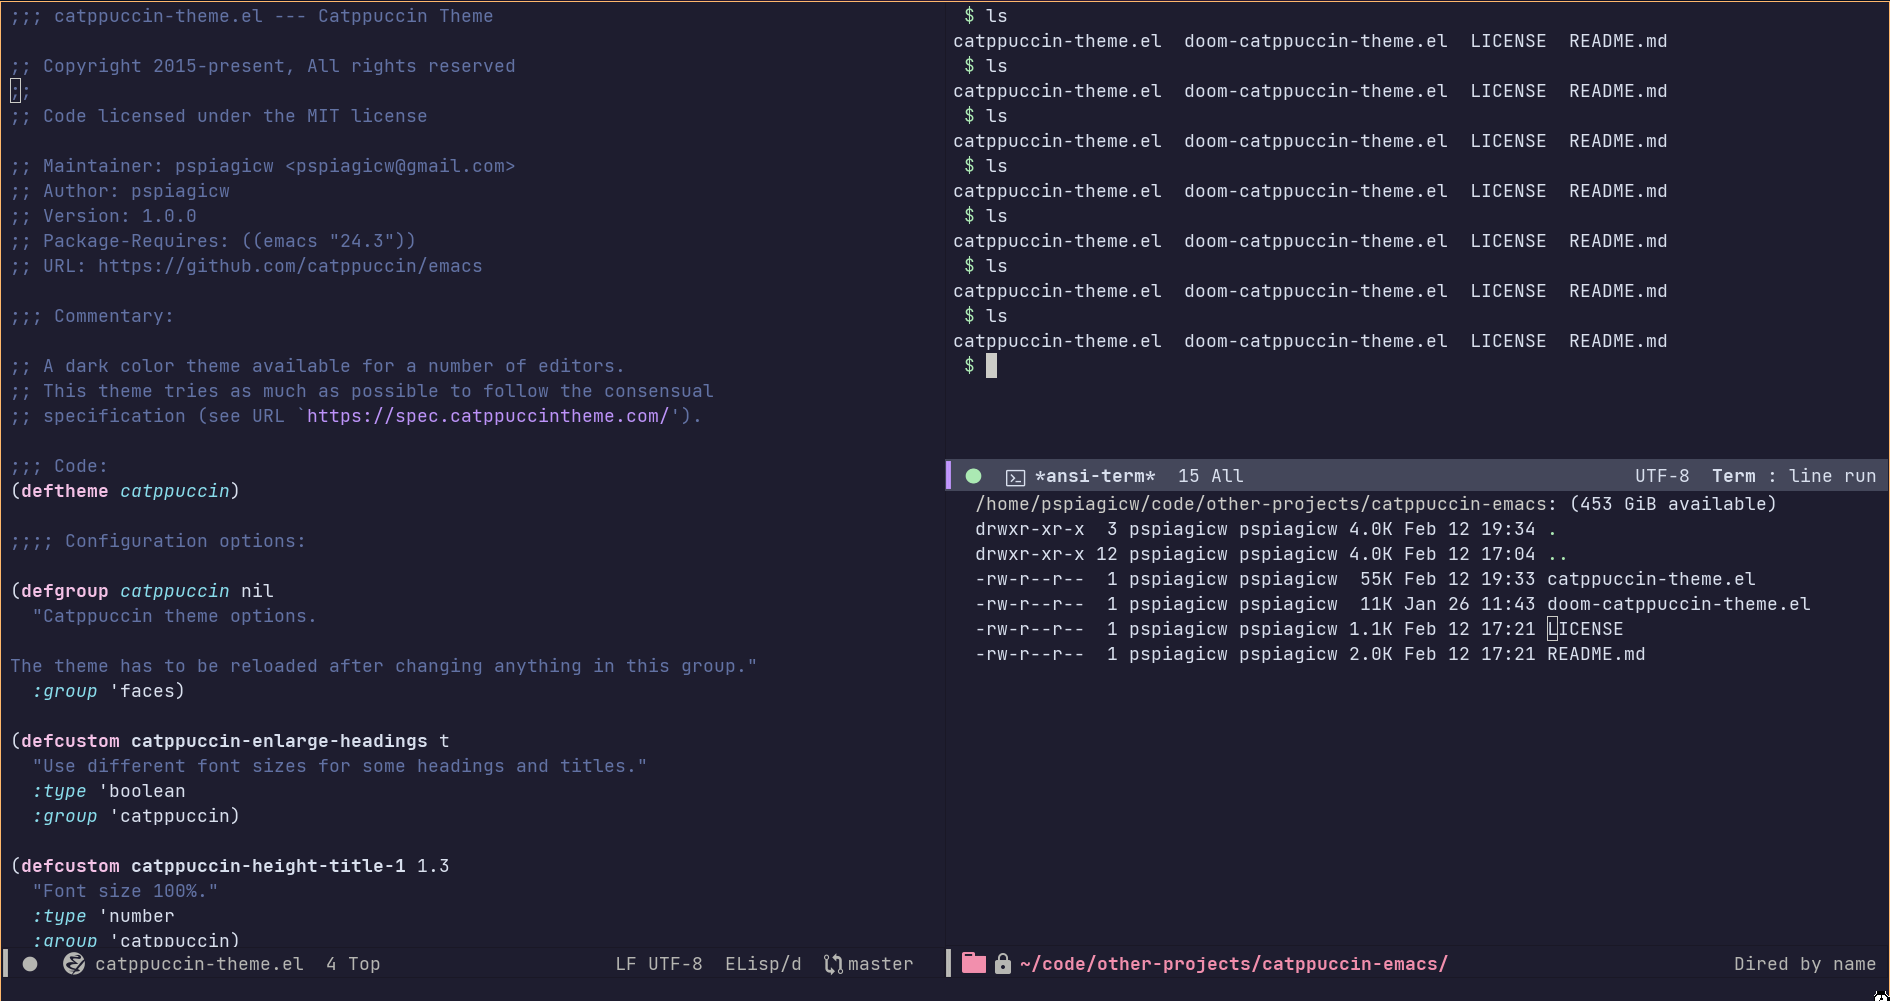 ;;; catppuccin-theme.el --- Catppuccin Theme
;; Copyright 2015-present, All rights reserved
;;
;; Code licensed under the MIT license
;; Maintainer: pspiagicw <pspiagicw@gmail.com>
;; Author: pspiagicw
;; Version: 1.0.0
;; Package-Requires: ((emacs "24.3"))
;; URL: https://github.com/catppuccin/emacs
;;; Commentary:
;; A dark color theme available for a number of editors.
;; This theme tries as much as possible to follow the consensual
;; specification (see URL `https://spec.catppuccintheme.com/').
;;; Code:
(deftheme catppuccin)
;;;; Configuration options:
(defgroup catppuccin nil
"Catppuccin theme options.
The theme has to be reloaded after changing anything in this group."
:group 'faces)
(defcustom catppuccin-enlarge-headings t
"Use different font sizes for some headings and titles."
:type 'boolean
:group 'catppuccin)
(defcustom catppuccin-height-title-1 1.3
"Font size 100%."
:type 'number
:group 'catppuccin)
catppuccin-theme.el 4 Top LF UTF-8 ELisp/d master
$ ls
catppuccin-theme.el doom-catppuccin-theme.el LICENSE README.md
$ ls
catppuccin-theme.el doom-catppuccin-theme.el LICENSE README.md
$ ls
catppuccin-theme.el doom-catppuccin-theme.el LICENSE README.md
$ ls
catppuccin-theme.el doom-catppuccin-theme.el LICENSE README.md
$ ls
catppuccin-theme.el doom-catppuccin-theme.el LICENSE README.md
$ ls
catppuccin-theme.el doom-catppuccin-theme.el LICENSE README.md
$ ls
catppuccin-theme.el doom-catppuccin-theme.el LICENSE README.md
$
*ansi-term* 15 All UTF-8 Term : line run
/home/pspiagicw/code/other-projects/catppuccin-emacs: (453 GiB available)
drwxr-xr-x 3 pspiagicw pspiagicw 4.0K Feb 12 19:34 .
drwxr-xr-x 12 pspiagicw pspiagicw 4.0K Feb 12 17:04 ..
-rw-r--r-- 1 pspiagicw pspiagicw 55K Feb 12 19:33 catppuccin-theme.el
-rw-r--r-- 1 pspiagicw pspiagicw 11K Jan 26 11:43 doom-catppuccin-theme.el
-rw-r--r-- 1 pspiagicw pspiagicw 1.1K Feb 12 17:21 LICENSE
-rw-r--r-- 1 pspiagicw pspiagicw 2.0K Feb 12 17:21 README.md
~/code/other-projects/catppuccin-emacs/ Dired by name